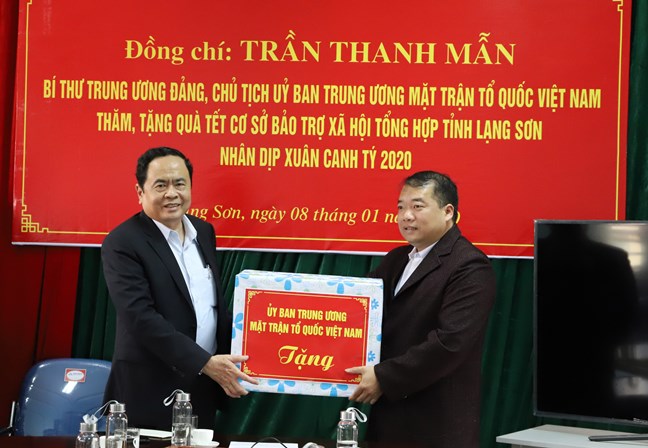 Đồng chí: TRẦN THANH MẪN
BÍ THƯ TRUNG ƯƠNG ĐẢNG, CHỦ TỊCH UỶ BAN TRUNG ƯƠNG MẶT TRẬN TỔ QUỐC VIỆT NAM
THĂM, TẶNG QUÀ TẾT CƠ SỞ BẢO TRỢ XÃ HỘI TỔNG HỢP TỈNH LẠNG SƠN
NHÂN DỊP XUÂN CANH TÝ 2020
Sơn, ngày 08 tháng 01
ỦY BAN TRUNG ƯƠNG
MẶT TRẬN TỔ QUỐC VIỆT NAM
Tặng